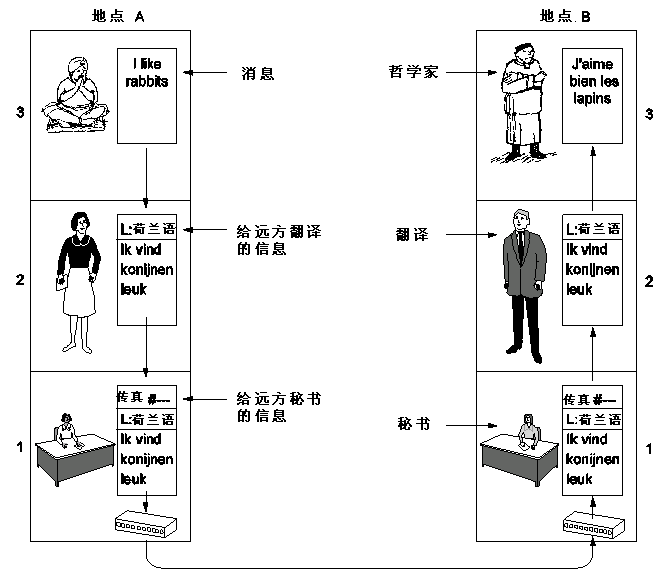 地点 A
地点 B
I like
rabbits
消息
哲学家
J'aime
bien les
lapins
3
3
L:荷兰语
Ik vind
konijnen
leuk
给远方翻译
的信息
翻译
L:荷兰语
Ik vind
konijnen
leuk
2
2
传真 #---
L:荷兰语
Ik vind
konijnen
leuk
给远方秘书
的信息
秘书
传真 #---
L:荷兰语
Ik vind
konijnen
leuk
1
1